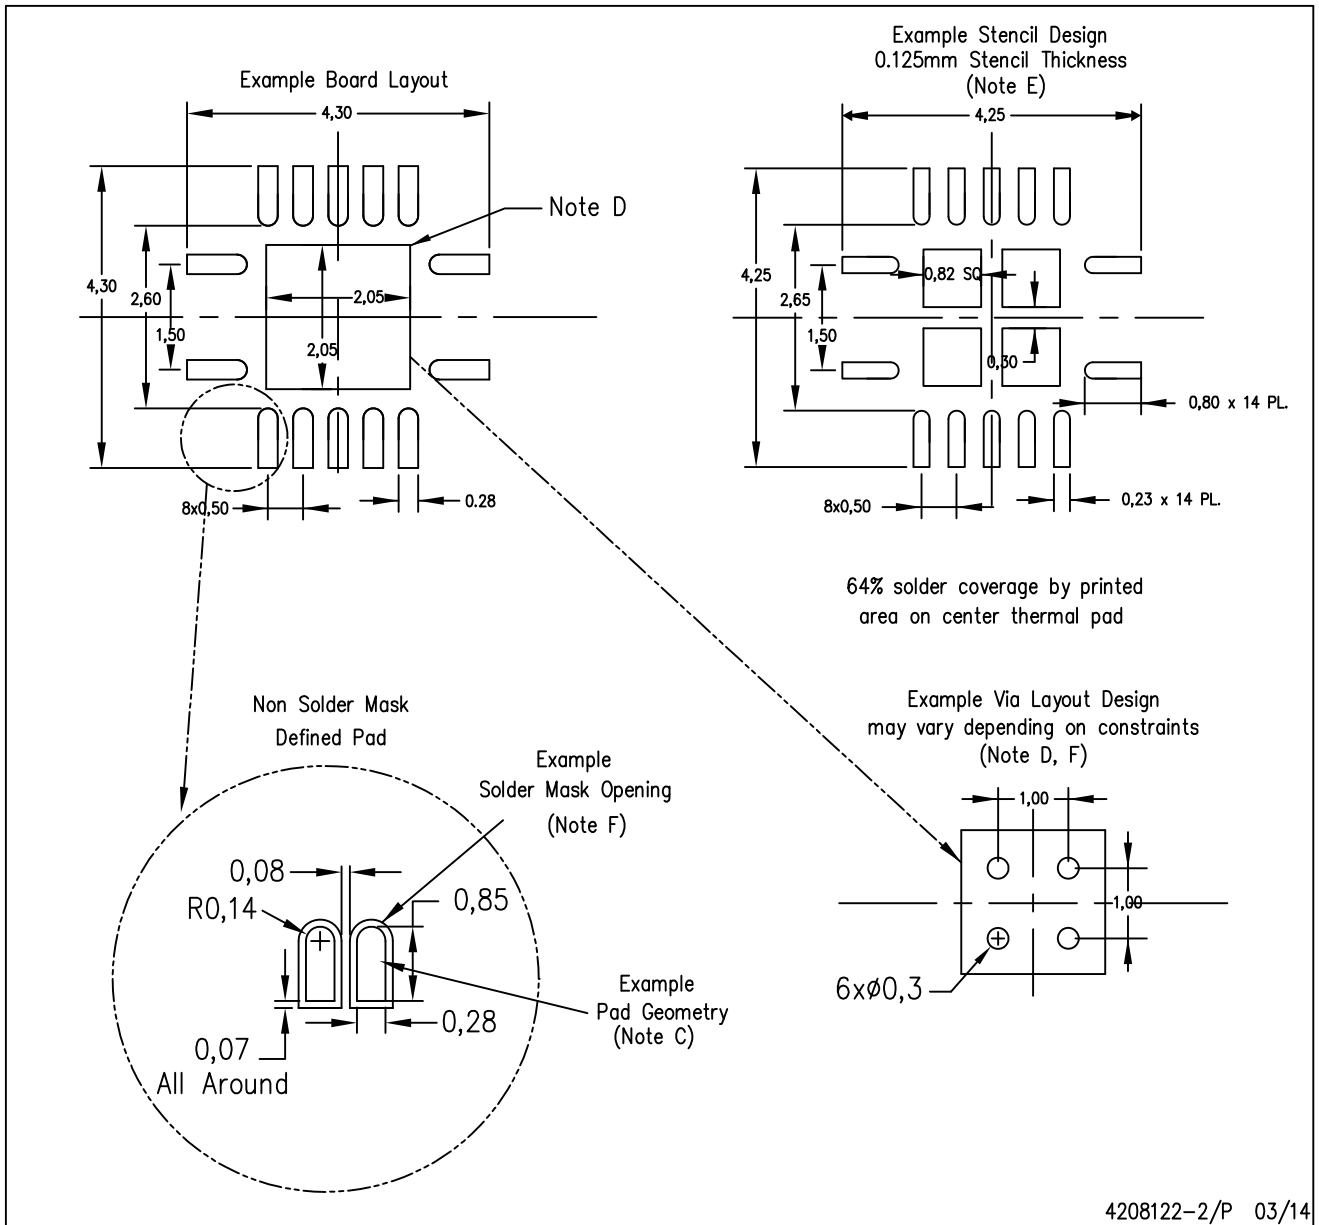 Example Board Layout
4,30
Note D
4,30
2,60
1,50
2,05
2,05
8x0,50
0.28
Example Stencil Design
0.125mm Stencil Thickness
(Note E)
4,25
4,25
2,65
1,50
0,82 SQ
0,30
0,80 x 14 PL.
8x0,50
0,23 x 14 PL.
64% solder coverage by printed
area on center thermal pad
Non Solder Mask
Defined Pad
Example
Solder Mask Opening
(Note F)
0,08
R0,14
0,85
Example
Pad Geometry
(Note C)
0,28
0,07
All Around
Example Via Layout Design
may vary depending on constraints
(Note D, F)
1,00
1,00
6xø0,3
4208122-2/P 03/14